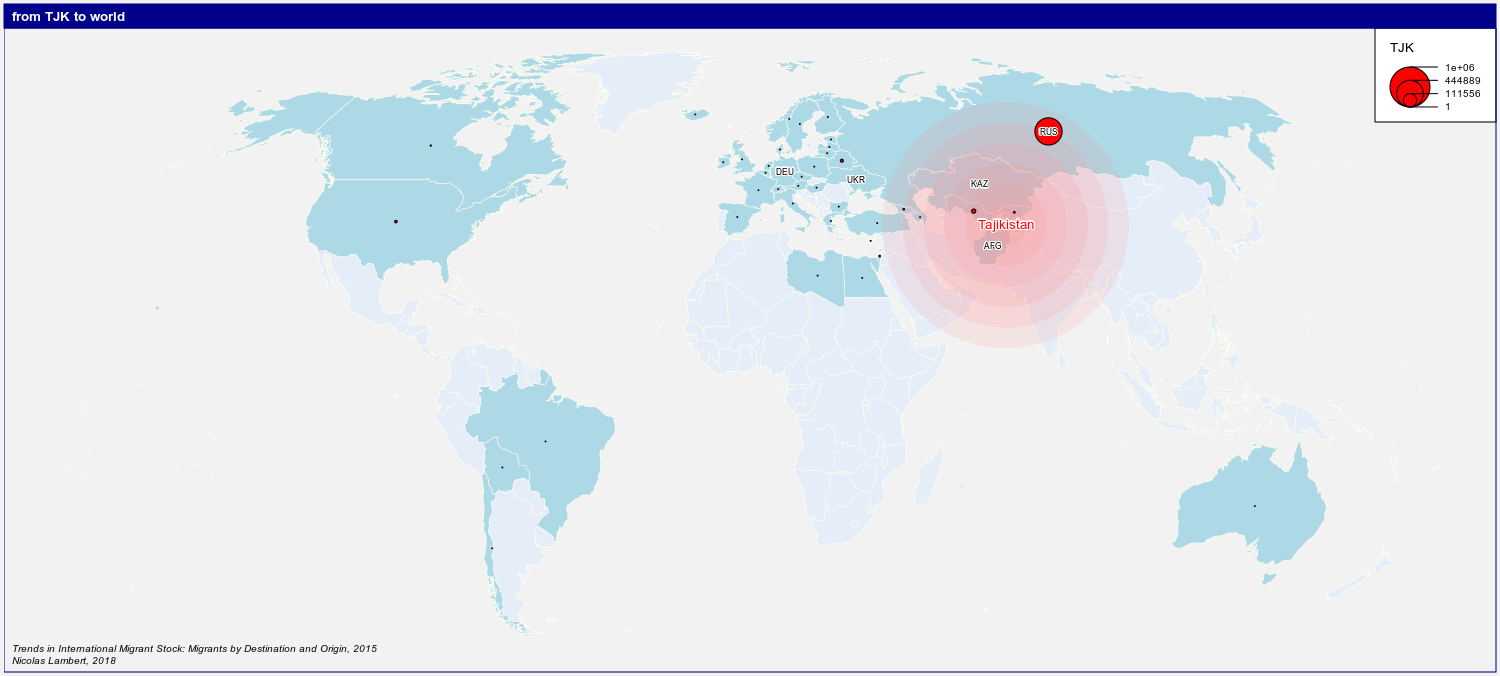 from TJK to world
TJK
1e+06
444889
111556
1
RUS
DEU
UKR
KAZ
Tajikistan
AFG
Trends in International Migrant Stock: Migrants by Destination and Origin, 2015
Nicolas Lambert, 2018